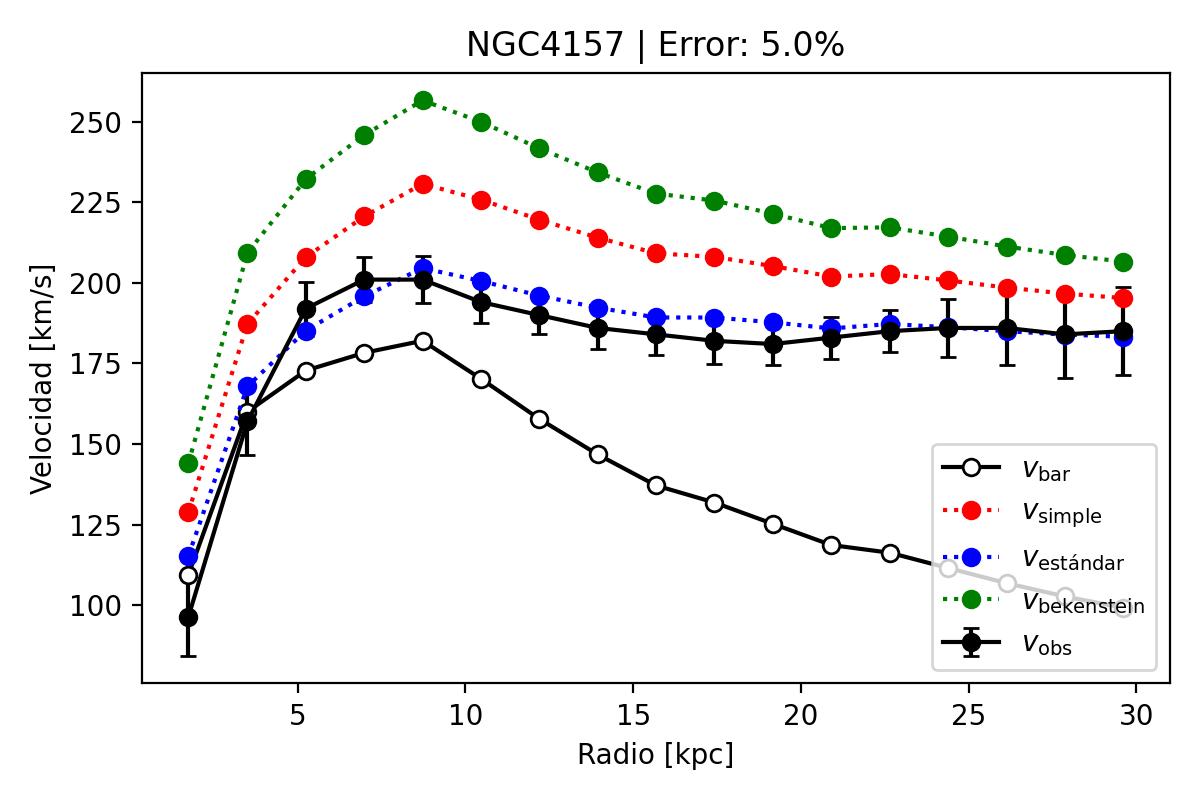 NGC4157 | Error: 5.0%
Velocidad [km/s]
250
225
200
175
150
125
100
v_bar
v_simple
v_estándar
v_bekenstein
v_obs
5 10 15 20 25 30
Radio [kpc]